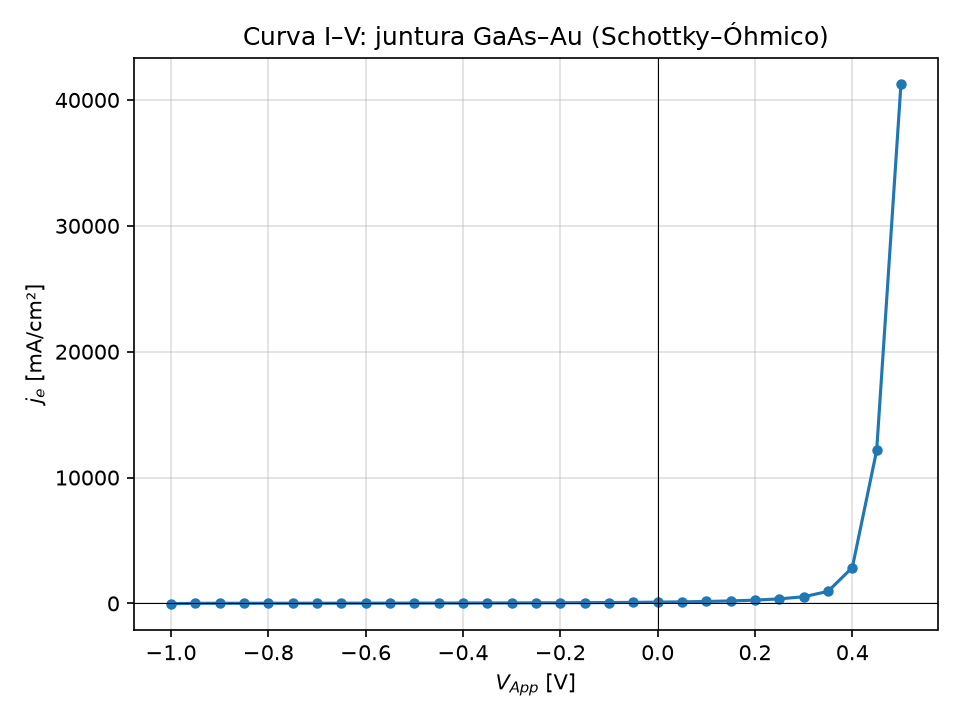 Curva I–V: juntura GaAs–Au (Schottky–Óhmico)
40000
30000
20000
10000
0
jₑ [mA/cm²]
−1.0 −0.8 −0.6 −0.4 −0.2 0.0 0.2 0.4
V_App [V]